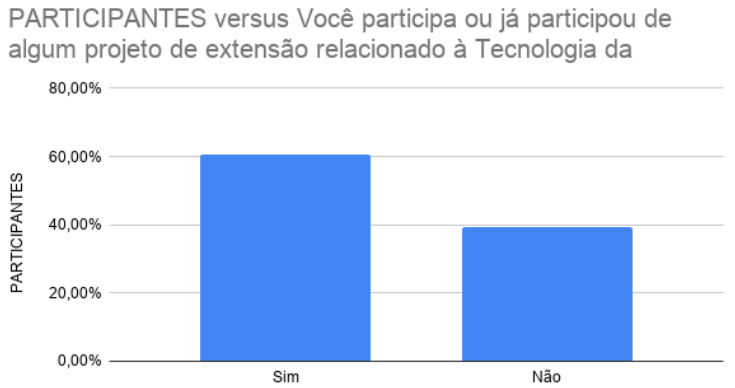 PARTICIPANTES versus Você participa ou já participou de
algum projeto de extensão relacionado à Tecnologia da
80,00%
60,00%
40,00%
20,00%
0,00%
PARTICIPANTES
Sim
Não